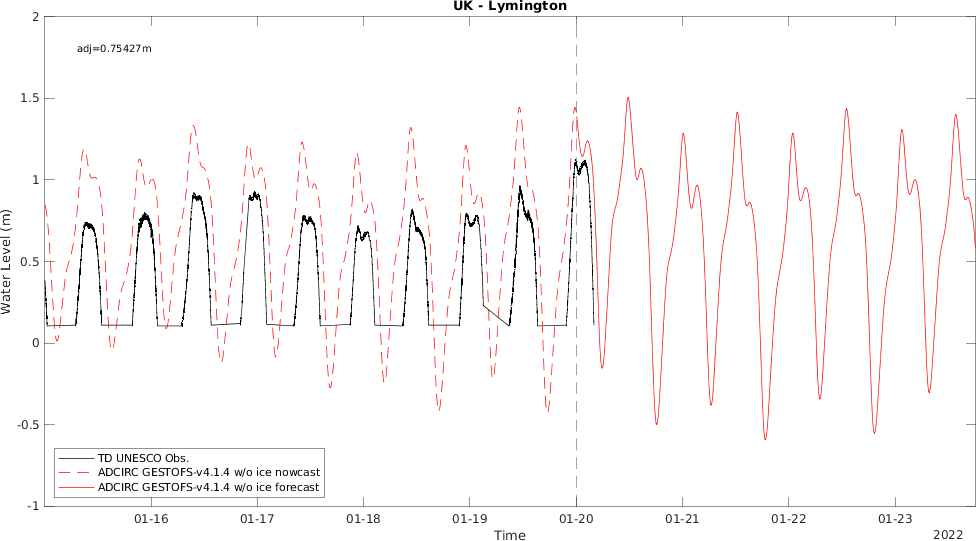 UK - Lymington
adj=0.75427m
2
1.5
1
0.5
0
-0.5
-1
Water Level (m)
TD UNESCO Obs.
ADCIRC GESTOFS-v4.1.4 w/o ice nowcast
ADCIRC GESTOFS-v4.1.4 w/o ice forecast
01-16 01-17 01-18 01-19 01-20 01-21 01-22 01-23
Time
2022